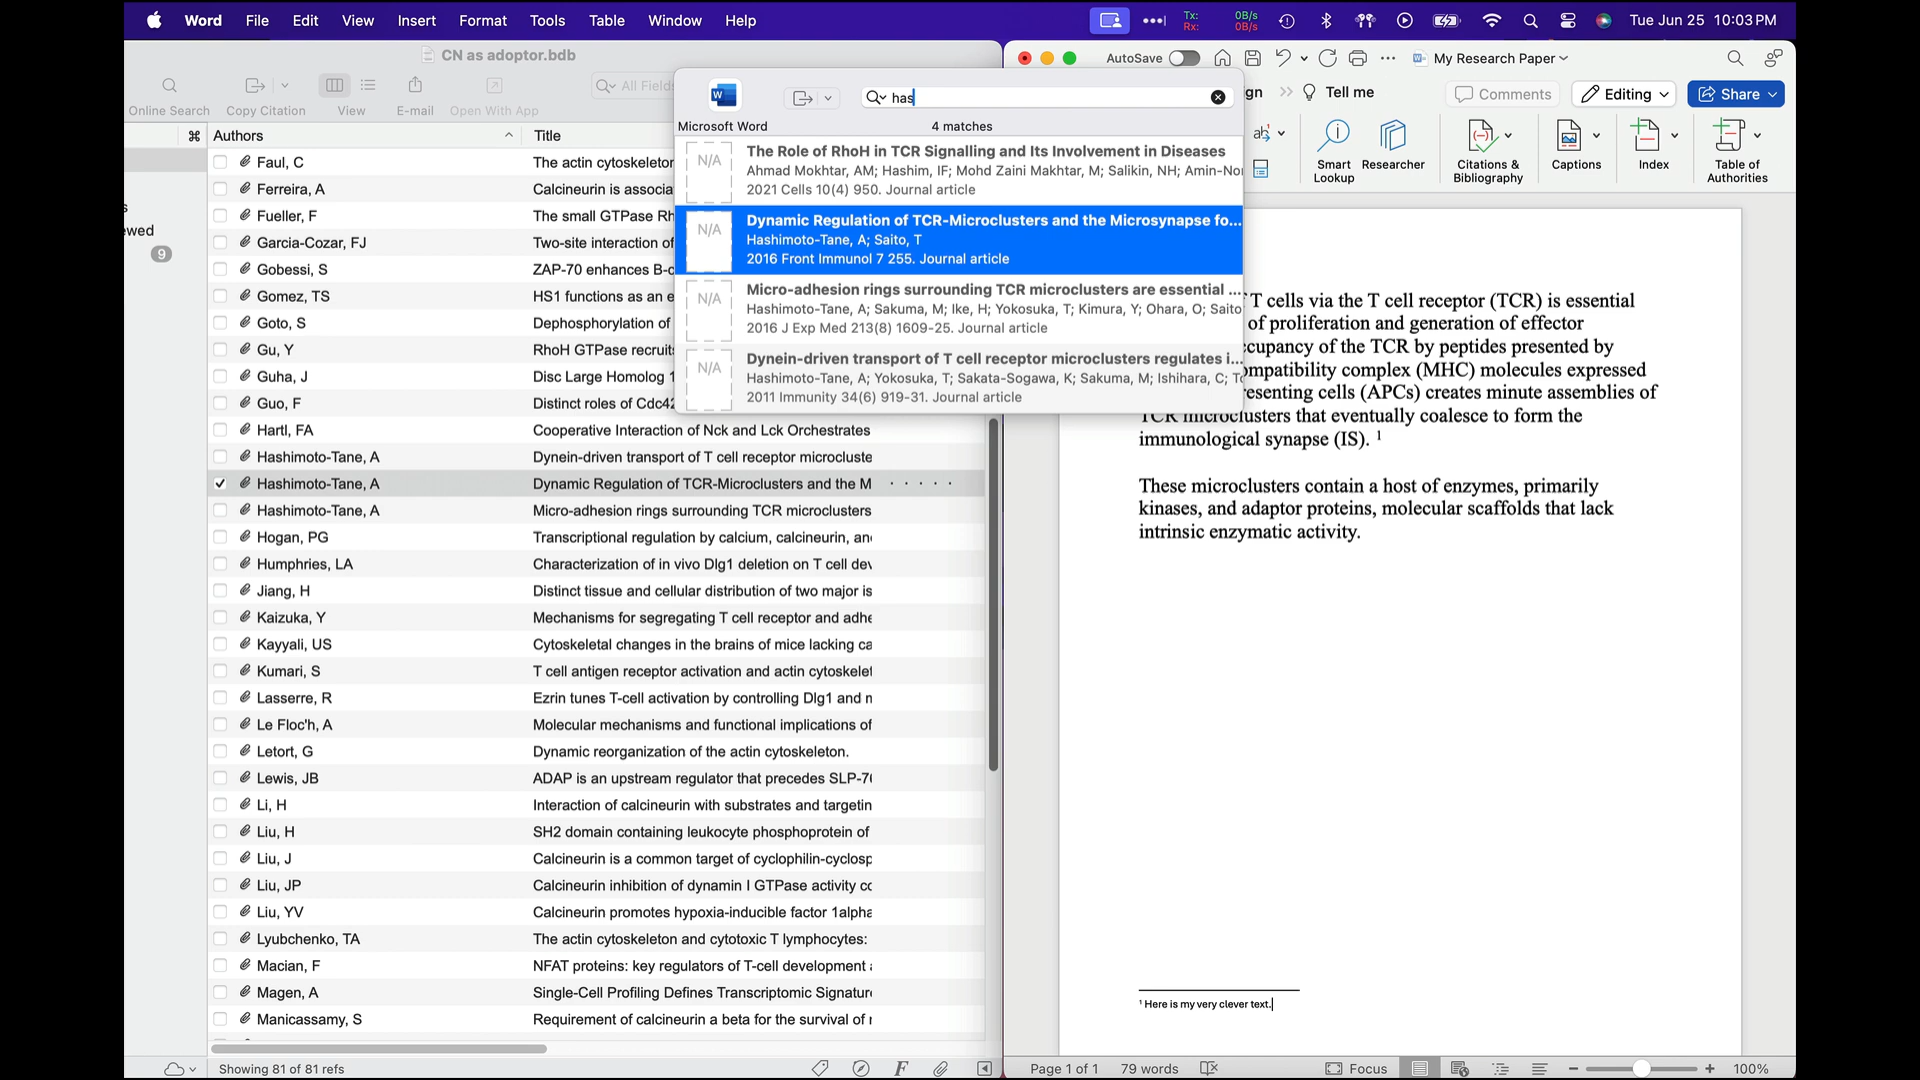 Word File Edit View Insert Format Tools Table Window Help
Tx: 0B/s
Rx: 0B/s
Tue Jun 25 10:03 PM
CN as adoptor.bdb
Online Search Copy Citation View E-mail Open With App
All Fields
AutoSave
My Research Paper
gn
Tell me
Comments
Editing
Share
Smart Lookup
Researcher
Citations & Bibliography
Captions
Index
Table of Authorities
has
Microsoft Word
4 matches
N/A
The Role of RhoH in TCR Signalling and Its Involvement in Diseases
Ahmad Mokhtar, AM; Hashim, IF; Mohd Zaini Makhtar, M; Salikin, NH; Amin-No
2021 Cells 10(4) 950. Journal article
N/A
Dynamic Regulation of TCR-Microclusters and the Microsynapse fo...
Hashimoto-Tane, A; Saito, T
2016 Front Immunol 7 255. Journal article
N/A
Micro-adhesion rings surrounding TCR microclusters are essential ...
Hashimoto-Tane, A; Sakuma, M; Ike, H; Yokosuka, T; Kimura, Y; Ohara, O; Saito
2016 J Exp Med 213(8) 1609-25. Journal article
N/A
Dynein-driven transport of T cell receptor microclusters regulates i...
Hashimoto-Tane, A; Yokosuka, T; Sakata-Sogawa, K; Sakuma, M; Ishihara, C; To
2011 Immunity 34(6) 919-31. Journal article
s
ewed
9
⌘ Authors Title
Faul, C The actin cytoskeleton
Ferreira, A Calcineurin is associa
Fueller, F The small GTPase Rh
Garcia-Cozar, FJ Two-site interaction of
Gobessi, S ZAP-70 enhances B-c
Gomez, TS HS1 functions as an e
Goto, S Dephosphorylation of
Gu, Y RhoH GTPase recruits
Guha, J Disc Large Homolog 1
Guo, F Distinct roles of Cdc42
Hartl, FA Cooperative Interaction of Nck and Lck Orchestrates
Hashimoto-Tane, A Dynein-driven transport of T cell receptor microcluste
Hashimoto-Tane, A Dynamic Regulation of TCR-Microclusters and the M
Hashimoto-Tane, A Micro-adhesion rings surrounding TCR microclusters
Hogan, PG Transcriptional regulation by calcium, calcineurin, an
Humphries, LA Characterization of in vivo Dlg1 deletion on T cell dev
Jiang, H Distinct tissue and cellular distribution of two major is
Kaizuka, Y Mechanisms for segregating T cell receptor and adhe
Kayyali, US Cytoskeletal changes in the brains of mice lacking ca
Kumari, S T cell antigen receptor activation and actin cytoskelet
Lasserre, R Ezrin tunes T-cell activation by controlling Dlg1 and m
Le Floc'h, A Molecular mechanisms and functional implications of
Letort, G Dynamic reorganization of the actin cytoskeleton.
Lewis, JB ADAP is an upstream regulator that precedes SLP-76
Li, H Interaction of calcineurin with substrates and targetin
Liu, H SH2 domain containing leukocyte phosphoprotein of
Liu, J Calcineurin is a common target of cyclophilin-cyclosp
Liu, JP Calcineurin inhibition of dynamin I GTPase activity co
Liu, YV Calcineurin promotes hypoxia-inducible factor 1alpha
Lyubchenko, TA The actin cytoskeleton and cytotoxic T lymphocytes:
Macian, F NFAT proteins: key regulators of T-cell development
Magen, A Single-Cell Profiling Defines Transcriptomic Signatur
Manicassamy, S Requirement of calcineurin a beta for the survival of
Showing 81 of 81 refs
T cells via the T cell receptor (TCR) is essential
of proliferation and generation of effector
ccupancy of the TCR by peptides presented by
ompatibility complex (MHC) molecules expressed
resenting cells (APCs) creates minute assemblies of
TCR microclusters that eventually coalesce to form the
immunological synapse (IS). 1
These microclusters contain a host of enzymes, primarily
kinases, and adaptor proteins, molecular scaffolds that lack
intrinsic enzymatic activity.
1 Here is my very clever text.
Page 1 of 1 79 words Focus 100%